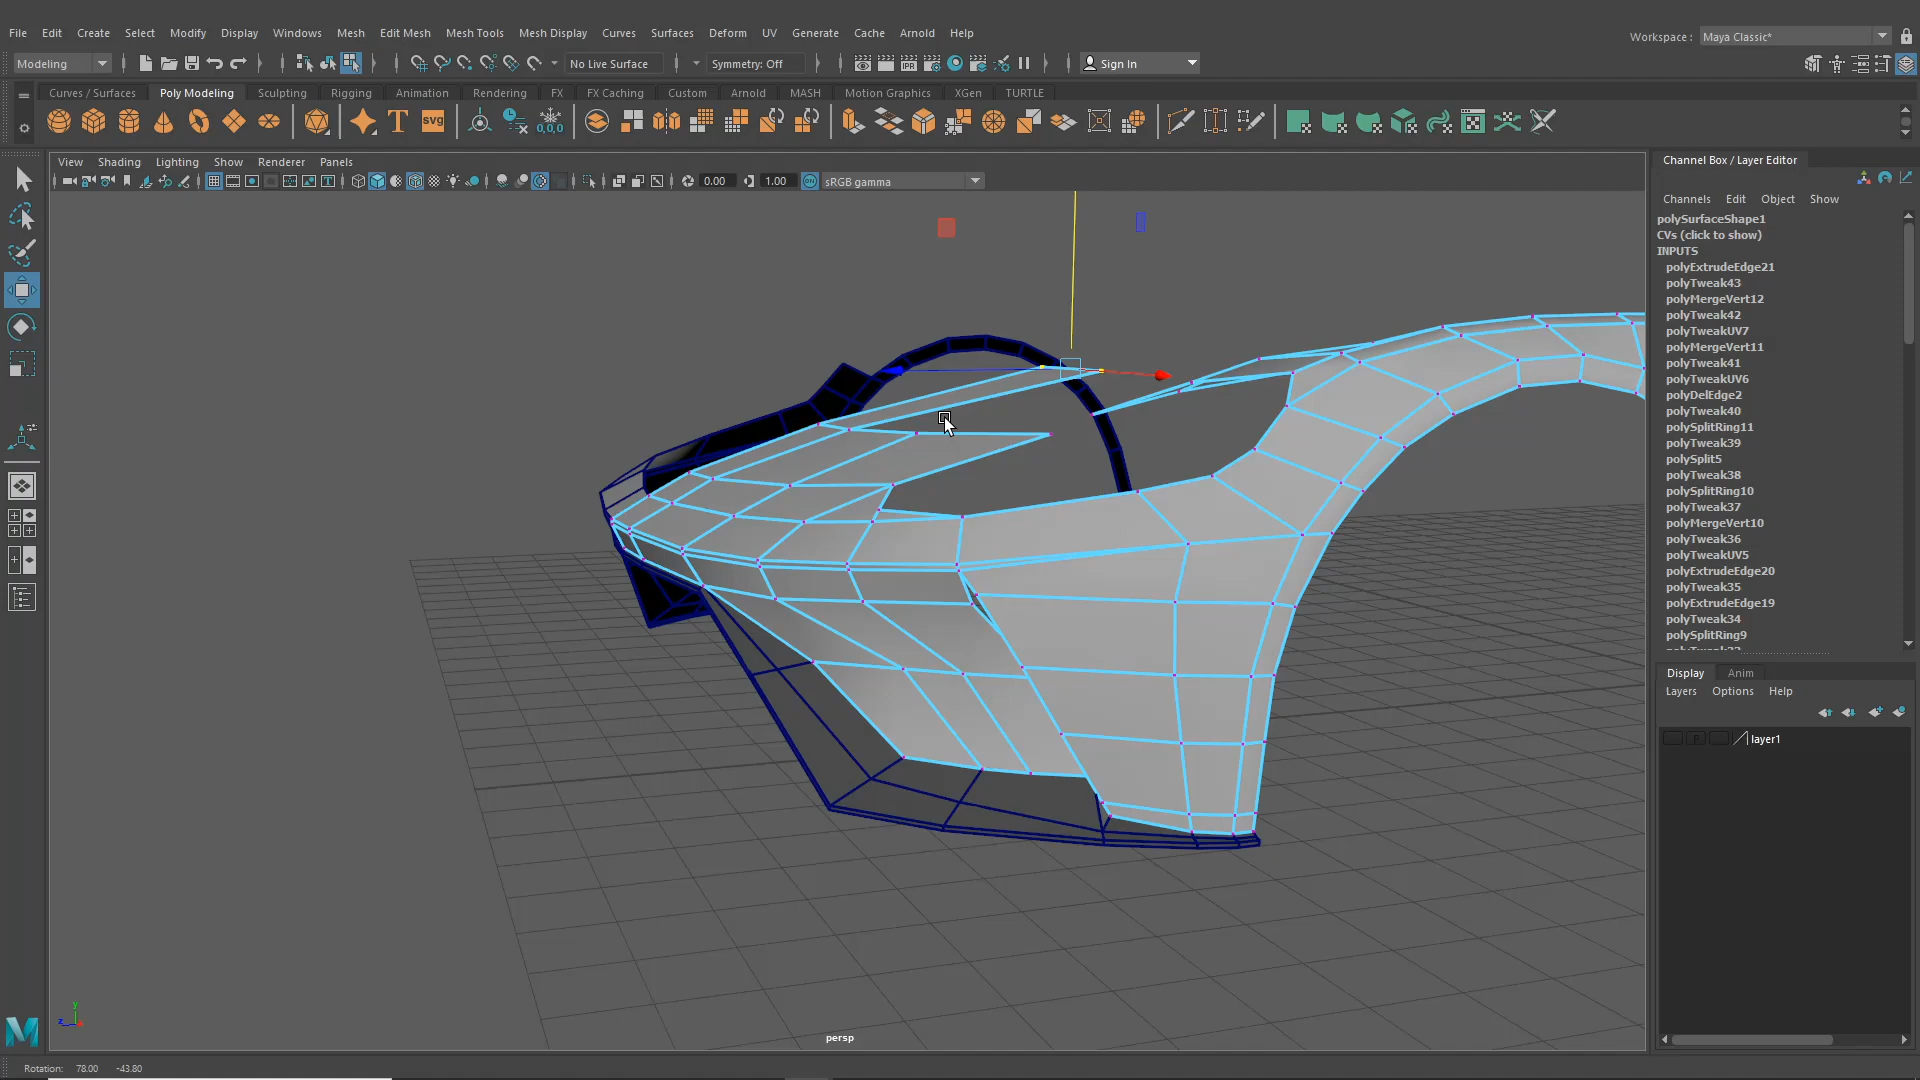 File Edit Create Select Modify Display Windows Mesh Edit Mesh Mesh Tools Mesh Display Curves Surfaces Deform UV Generate Cache Arnold Help
Workspace : Maya Classic*
Modeling No Live Surface Symmetry: Off Sign In
Curves / Surfaces Poly Modeling Sculpting Rigging Animation Rendering FX FX Caching Custom Arnold MASH Motion Graphics XGen TURTLE
View Shading Lighting Show Renderer Panels
0.00 1.00 sRGB gamma
Channel Box / Layer Editor
Channels Edit Object Show
polySurfaceShape1
CVs (click to show)
INPUTS
polyExtrudeEdge21
polyTweak43
polyMergeVert12
polyTweak42
polyTweakUV7
polyMergeVert11
polyTweak41
polyTweakUV6
polyDelEdge2
polyTweak40
polySplitRing11
polyTweak39
polySplit5
polyTweak38
polySplitRing10
polyTweak37
polyMergeVert10
polyTweak36
polyTweakUV5
polyExtrudeEdge20
polyTweak35
polyExtrudeEdge19
polyTweak34
polySplitRing9
Display Anim
Layers Options Help
layer1
persp
Rotation: 78.00 -43.80